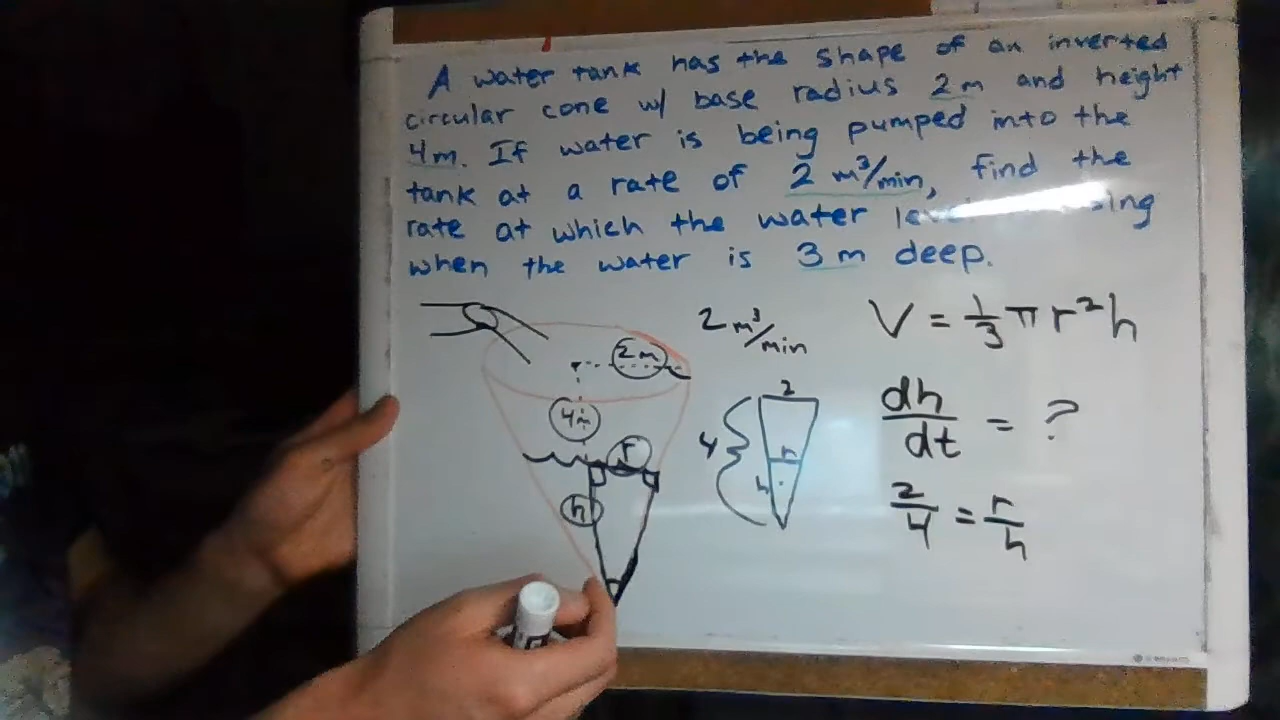 A water tank has the shape of an inverted
circular cone w/ base radius 2 m and height
4 m. If water is being pumped into the
tank at a rate of 2 m³/min, find the
rate at which the water
when the water is 3 m deep.
2 m³/min
V = 1/3 π r² h
2m
2
dh/dt = ?
4m
4
r
r
h
h
2/4 = r/h